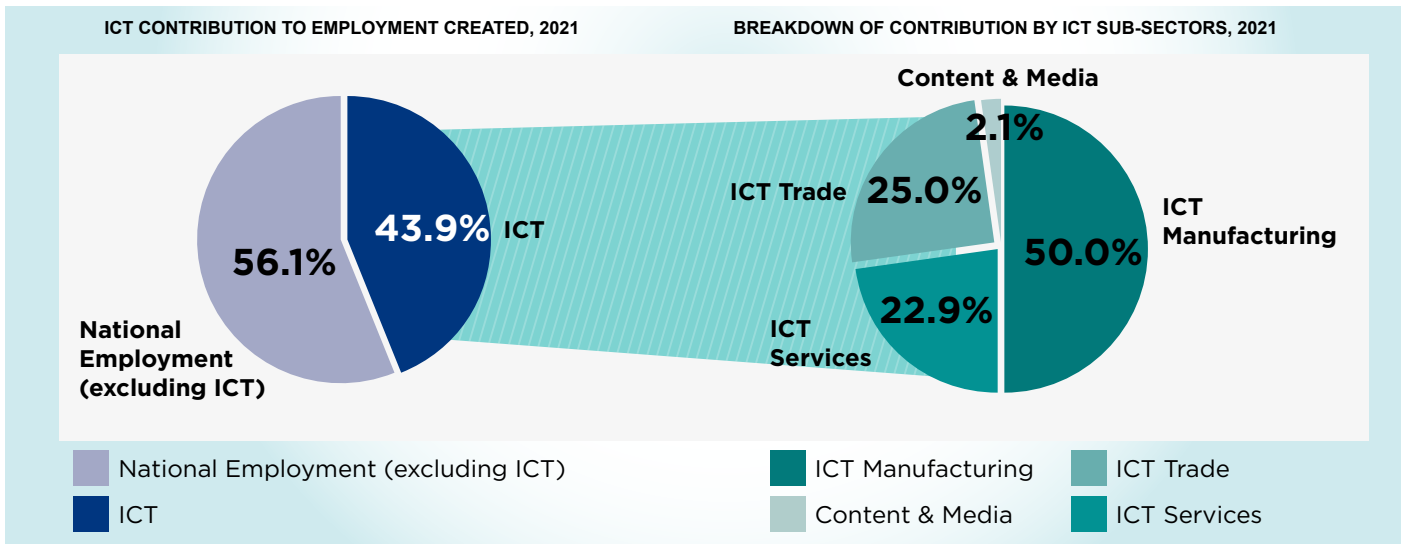 ICT CONTRIBUTION TO EMPLOYMENT CREATED, 2021
BREAKDOWN OF CONTRIBUTION BY ICT SUB-SECTORS, 2021
43.9%
ICT
56.1%
National
Employment
(excluding ICT)
Content & Media
2.1%
ICT Trade
25.0%
ICT
Manufacturing
50.0%
ICT
Services
22.9%
National Employment (excluding ICT)
ICT
ICT Manufacturing
ICT Trade
Content & Media
ICT Services